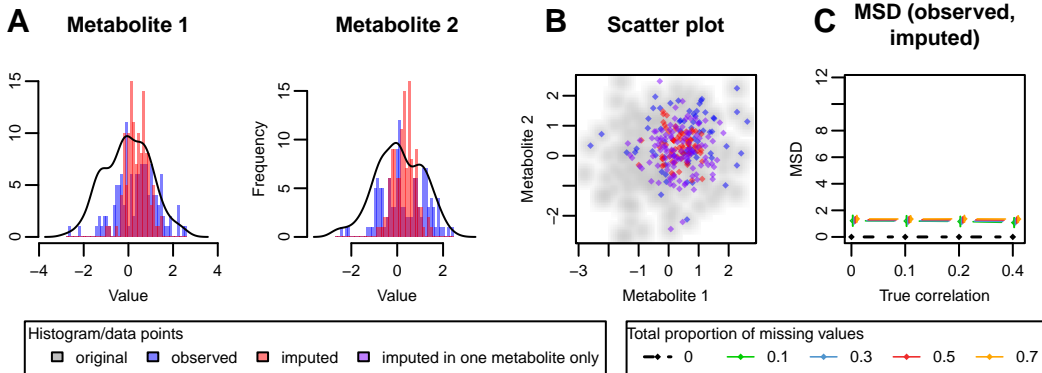 A
Metabolite 1
Metabolite 2
B
Scatter plot
C
MSD (observed,
imputed)
15
10
5
0
−4
−2
0
2
4
Value
Frequency
15
10
5
0
−2
0
2
Value
Metabolite 2
2
1
0
−2
−3
−2
−1
0
1
2
Metabolite 1
MSD
12
8
6
4
2
0
0
0.1
0.2
0.4
True correlation
Histogram/data points
original observed imputed imputed in one metabolite only
Total proportion of missing values
0 0.1 0.3 0.5 0.7